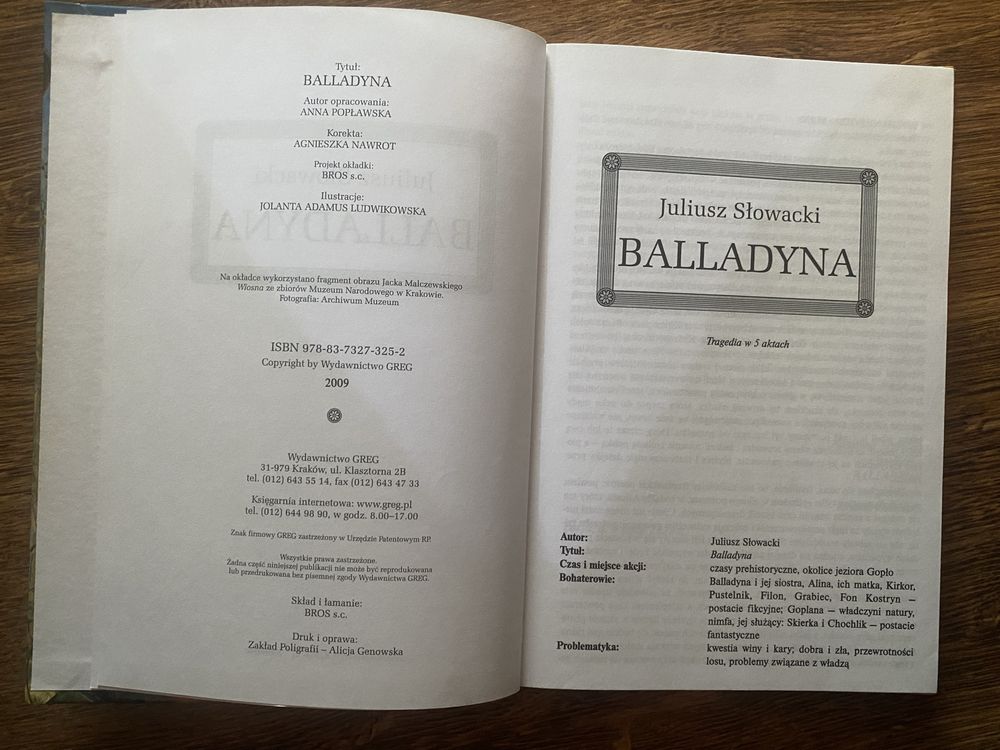 Tytuł:
BALLADYNA
Autor opracowania:
ANNA POPŁAWSKA
Korekta:
AGNIESZKA NAWROT
Projekt okładki:
BROS s.c.
Ilustracje:
JOLANTA ADAMUS LUDWIKOWSKA
Na okładce wykorzystano fragment obrazu Jacka Malczewskiego
Wiosna ze zbiorów Muzeum Narodowego w Krakowie.
Fotografia: Archiwum Muzeum
ISBN 978-83-7327-325-2
Copyright by Wydawnictwo GREG
2009
Wydawnictwo GREG
31-979 Kraków, ul. Klasztorna 2B
tel. (012) 643 55 14, fax (012) 643 47 33
Księgarnia internetowa: www.greg.pl
tel. (012) 644 98 90, w godz. 8.00–17.00
Znak firmowy GREG zastrzeżony w Urzędzie Patentowym RP.
Wszystkie prawa zastrzeżone.
Żadna część niniejszej publikacji nie może być reprodukowana
lub przedrukowana bez pisemnej zgody Wydawnictwa GREG.
Skład i łamanie:
BROS s.c.
Druk i oprawa:
Zakład Poligrafii – Alicja Genowska
Juliusz Słowacki
BALLADYNA
Tragedia w 5 aktach
Autor: Juliusz Słowacki
Tytuł: Balladyna
Czas i miejsce akcji: czasy prehistoryczne, okolice jeziora Gopło
Bohaterowie: Balladyna i jej siostra, Alina, ich matka, Kirkor,
Pustelnik, Filon, Grabiec, Fon Kostryn –
postacie fikcyjne; Goplana – władczyni natury,
nimfa, jej służący: Skierka i Chochlik – postacie
fantastyczne
Problematyka: kwestia winy i kary; dobra i zła, przewrotności
losu, problemy związane z władzą